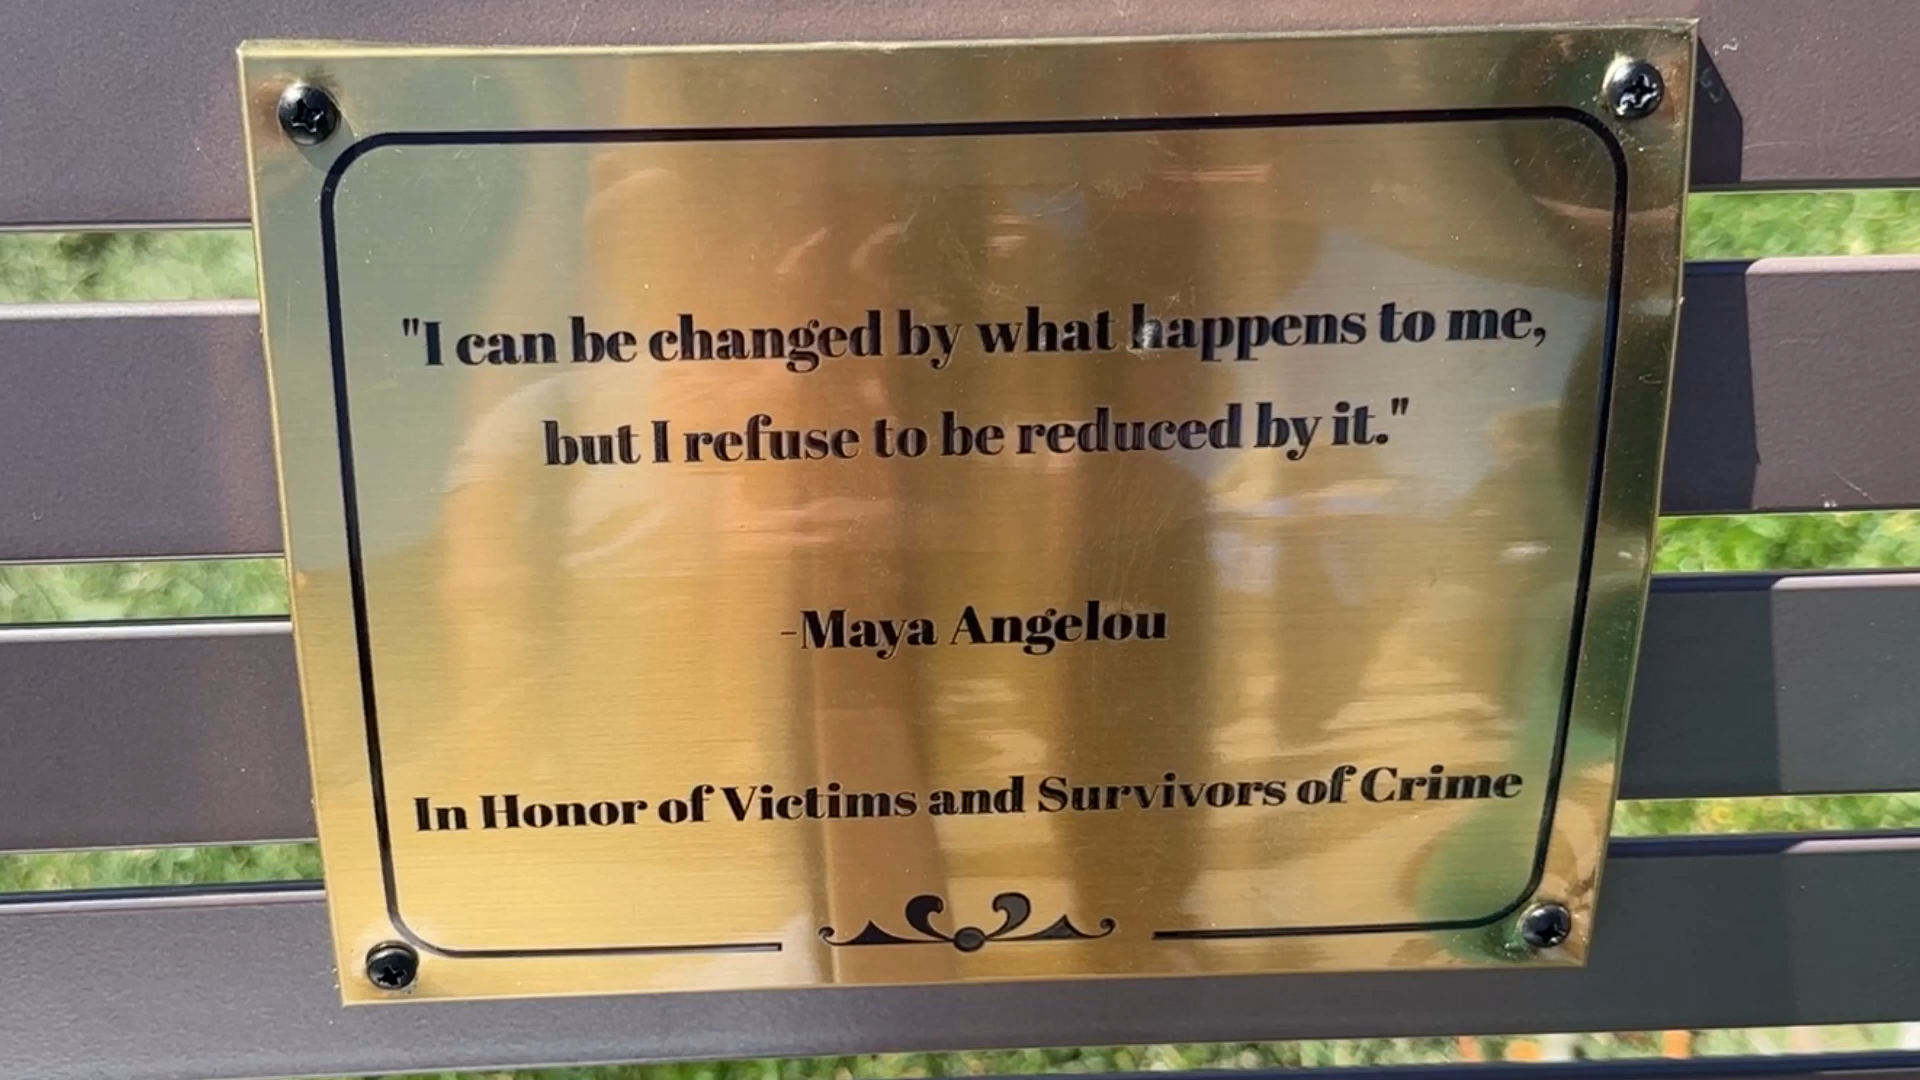 "I can be changed by what happens to me,
but I refuse to be reduced by it."
-Maya Angelou
In Honor of Victims and Survivors of Crime